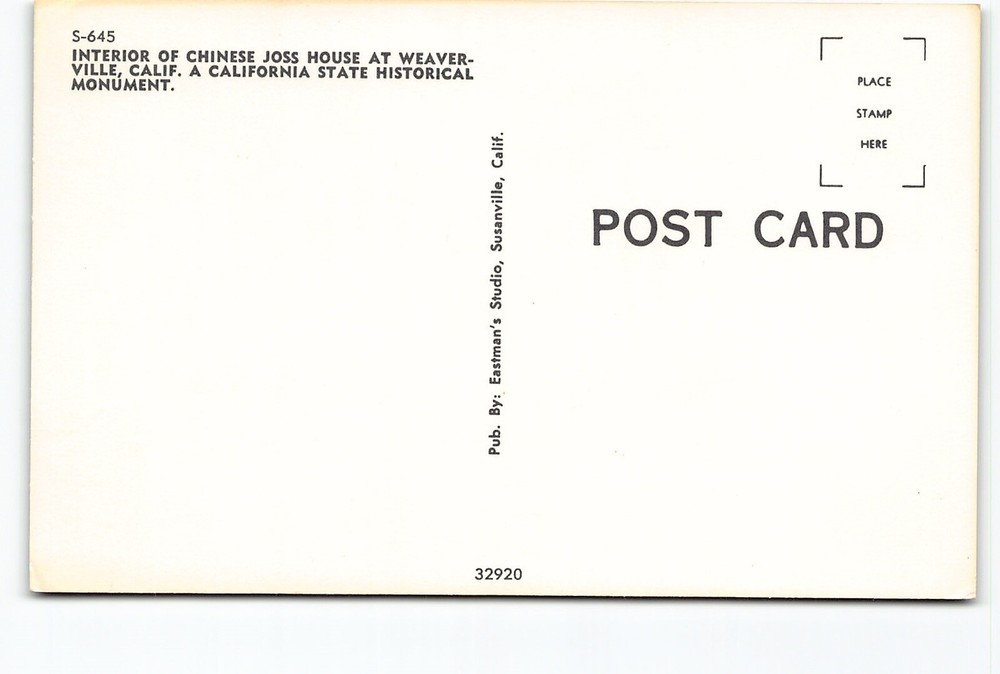 S-645
INTERIOR OF CHINESE JOSS HOUSE AT WEAVER-
VILLE, CALIF. A CALIFORNIA STATE HISTORICAL
MONUMENT.
Pub. By: Eastman's Studio, Susanville, Calif.
PLACE
STAMP
HERE
POST CARD
32920